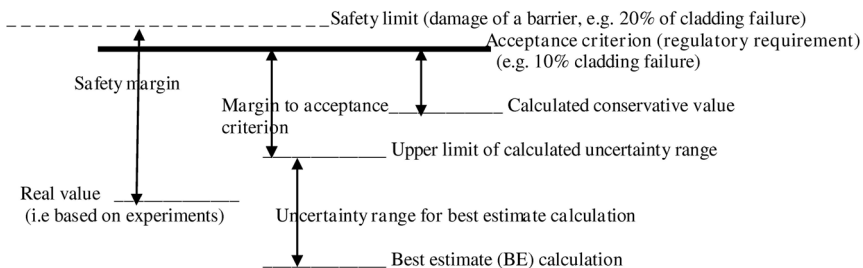 Safety limit (damage of a barrier, e.g. 20% of cladding failure)
Acceptance criterion (regulatory requirement)
(e.g. 10% cladding failure)
Safety margin
Margin to acceptance
criterion
Calculated conservative value
Upper limit of calculated uncertainty range
Real value
(i.e based on experiments)
Uncertainty range for best estimate calculation
Best estimate (BE) calculation